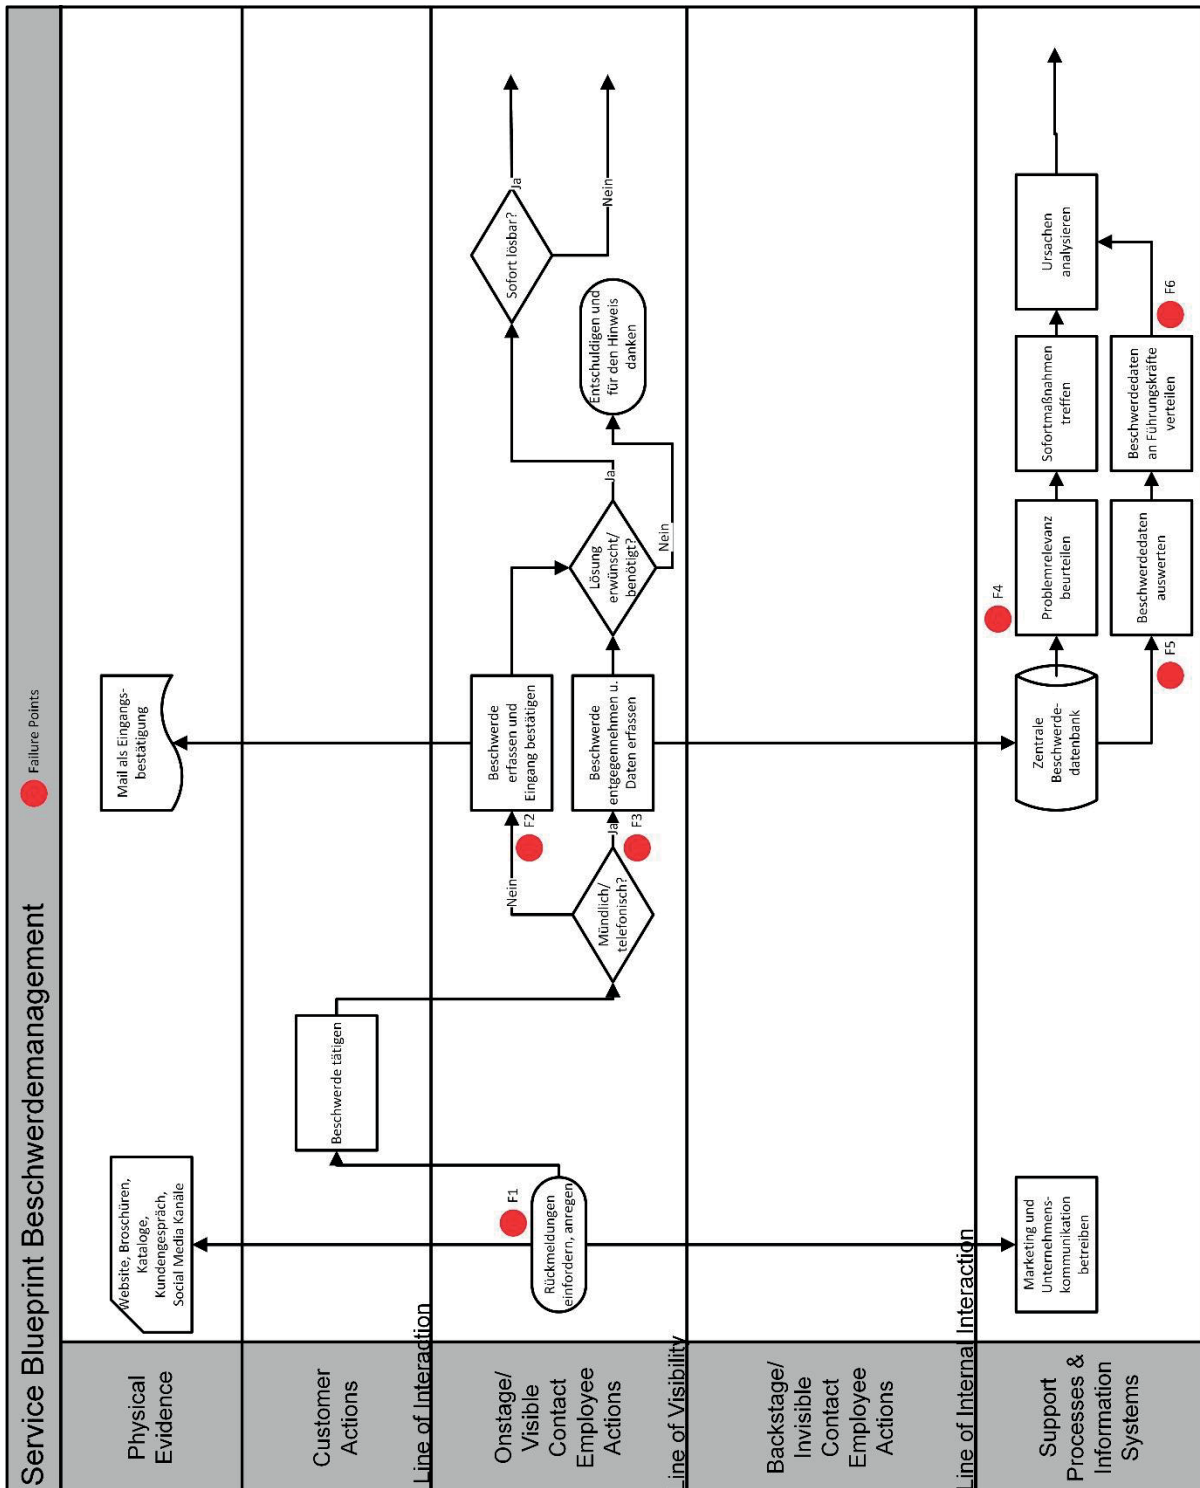 Service Blueprint Beschwerdemanagement
Failure Points
Physical
Evidence
Website, Broschüren,
Kataloge,
Kundengespräch,
Social Media Kanäle
Mail als Eingangs-
bestätigung
Customer
Actions
Beschwerde tätigen
Line of Interaction
Onstage/
Visible
Contact
Employee
Actions
Rückmeldungen
einfordern, anregen
F1
Mündlich/
telefonisch?
Nein
Ja
F2
F3
Beschwerde
erfassen und
Eingang bestätigen
Beschwerde
entgegennehmen u.
Daten erfassen
Lösung
erwünscht/
benötigt?
Ja
Nein
Entschuldigen und
für den Hinweis
danken
Sofort lösbar?
Ja
Nein
Line of Visibility
Backstage/
Invisible
Contact
Employee
Actions
Line of Internal Interaction
Support
Processes &
Information
Systems
Marketing und
Unternehmens-
kommunikation
betreiben
Zentrale
Beschwerde-
datenbank
F4
F5
Problemrelevanz
beurteilen
Beschwerdedaten
auswerten
Sofortmaßnahmen
treffen
Beschwerdedaten
an Führungskräfte
verteilen
F6
Ursachen
analysieren